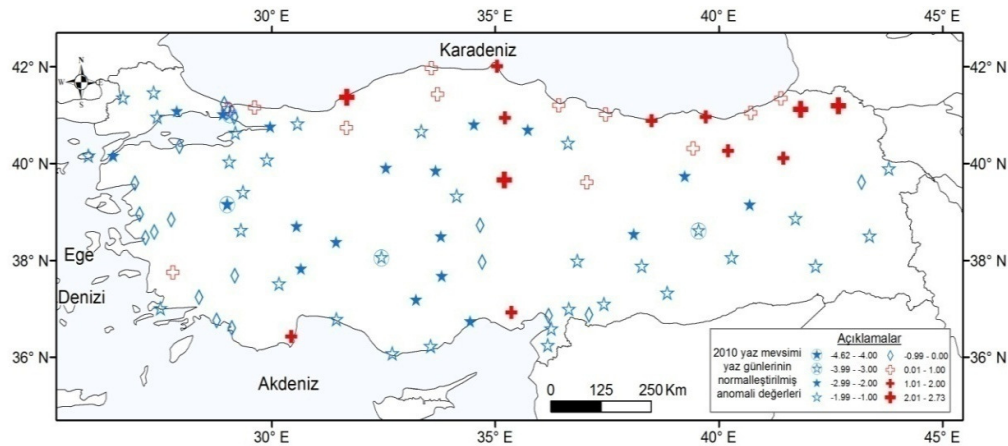 30° E 35° E 40° E 45° E
Karadeniz
42° N 42° N
N
W E
S
40° N 40° N
Ege
38° N 38° N
Denizi
36° N 36° N
Akdeniz
Açıklamalar
2010 yaz mevsimi
yaz günlerinin
normalleştirilmiş
anomali değerleri
-4.62 - -4.00 -0.99 - 0.00
-3.99 - -3.00 0.01 - 1.00
-2.99 - -2.00 1.01 - 2.00
-1.99 - -1.00 2.01 - 2.73
0 125 250 Km
30° E 35° E 40° E 45° E